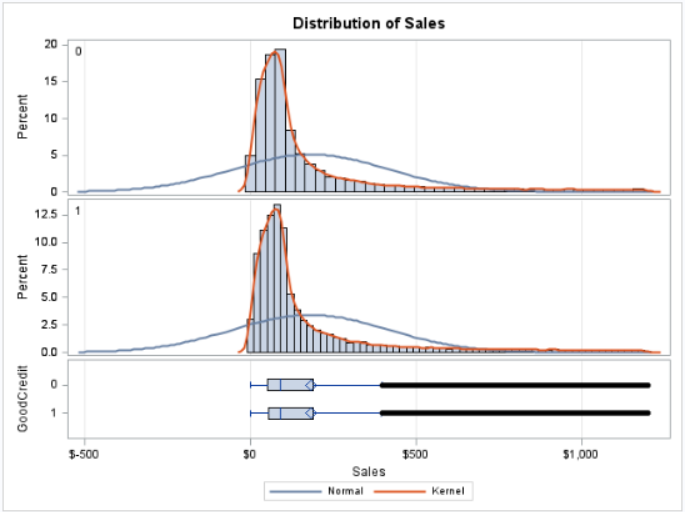 Distribution of Sales
0
20
15
10
5
0
Percent
1
12.5
10.0
7.5
5.0
2.5
0.0
Percent
0
1
GoodCredit
$-500
$0
$500
$1,000
Sales
Normal
Kernel